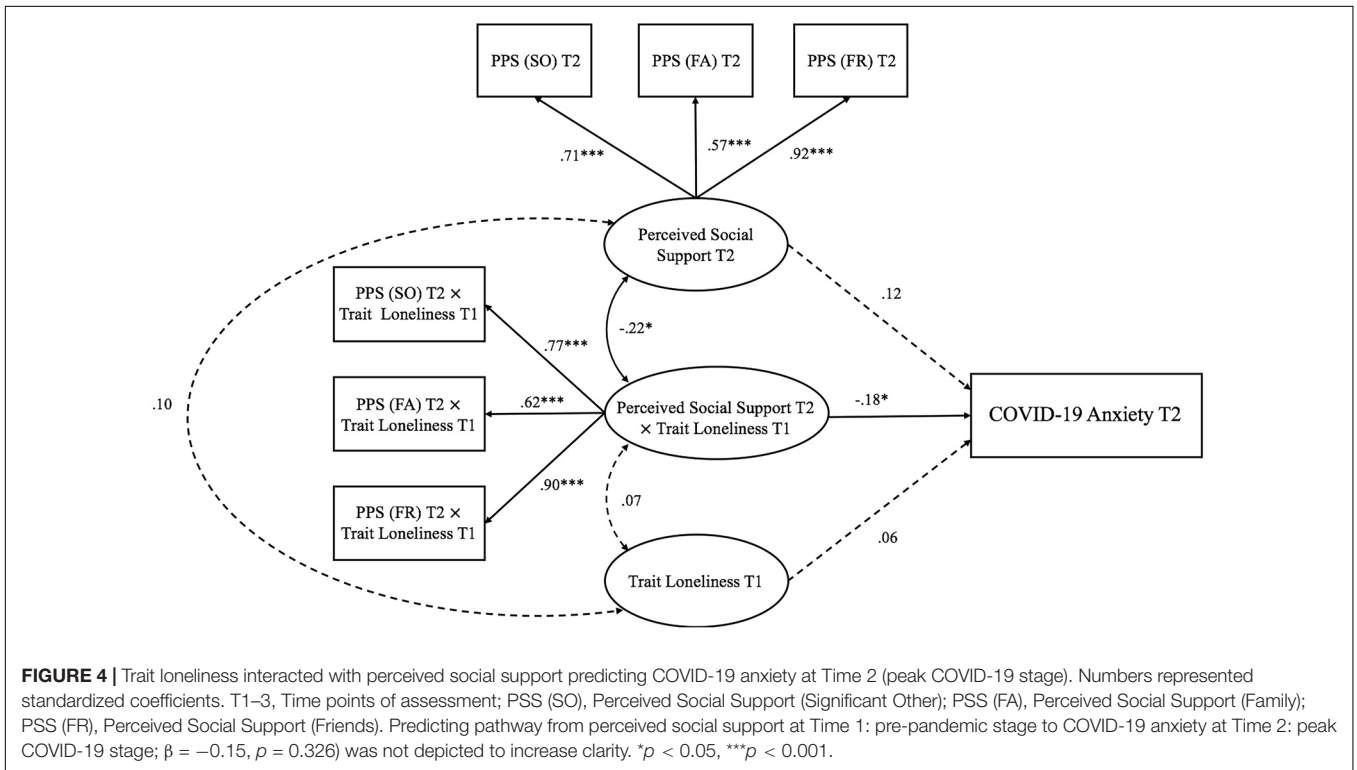 PPS (SO) T2
PPS (FA) T2
PPS (FR) T2
.71***
.57***
.92***
Perceived Social
Support T2
PPS (SO) T2 ×
Trait Loneliness T1
.12
-.22*
.77***
.10
PPS (FA) T2 ×
Trait Loneliness T1
.62***
Perceived Social Support T2
× Trait Loneliness T1
-.18*
COVID-19 Anxiety T2
.90***
PPS (FR) T2 ×
Trait Loneliness T1
.07
.06
Trait Loneliness T1
FIGURE 4 | Trait loneliness interacted with perceived social support predicting COVID-19 anxiety at Time 2 (peak COVID-19 stage). Numbers represented
standardized coefficients. T1–3, Time points of assessment; PSS (SO), Perceived Social Support (Significant Other); PSS (FA), Perceived Social Support (Family);
PSS (FR), Perceived Social Support (Friends). Predicting pathway from perceived social support at Time 1: pre-pandemic stage to COVID-19 anxiety at Time 2: peak
COVID-19 stage; β = −0.15, p = 0.326) was not depicted to increase clarity. *p < 0.05, ***p < 0.001.